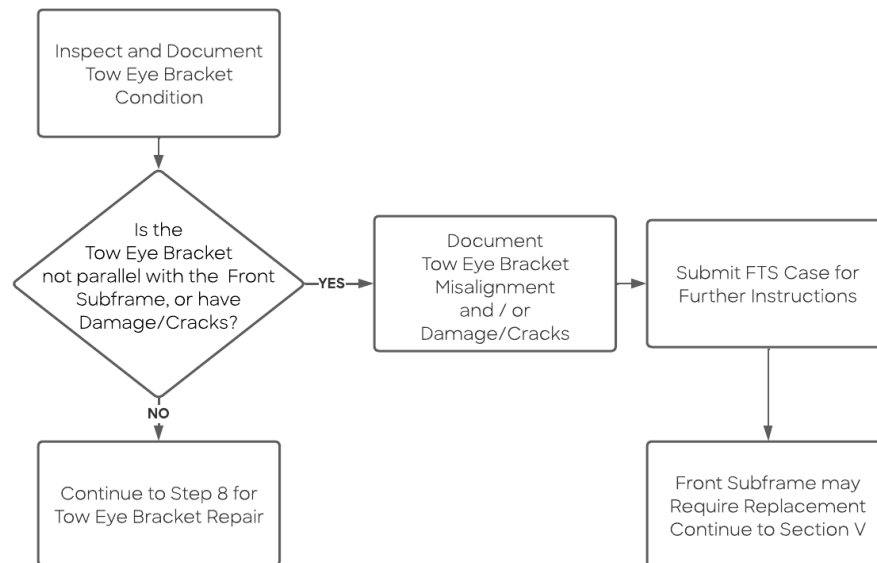 Inspect and Document
Tow Eye Bracket
Condition
Is the
Tow Eye Bracket
not parallel with the Front
Subframe, or have
Damage/Cracks?
YES
Document
Tow Eye Bracket
Misalignment
and / or
Damage/Cracks
Submit FTS Case for
Further Instructions
NO
Continue to Step 8 for
Tow Eye Bracket Repair
Front Subframe may
Require Replacement
Continue to Section V